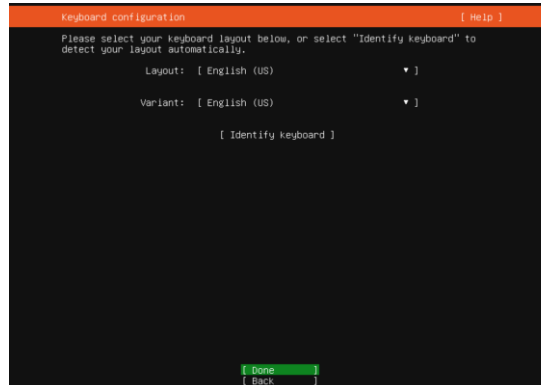 Keyboard configuration [ Help ]
Please select your keyboard layout below, or select "Identify keyboard" to
detect your layout automatically.
Layout: [ English (US) ▾ ]
Variant: [ English (US) ▾ ]
[ Identify keyboard ]
[ Done ]
[ Back ]